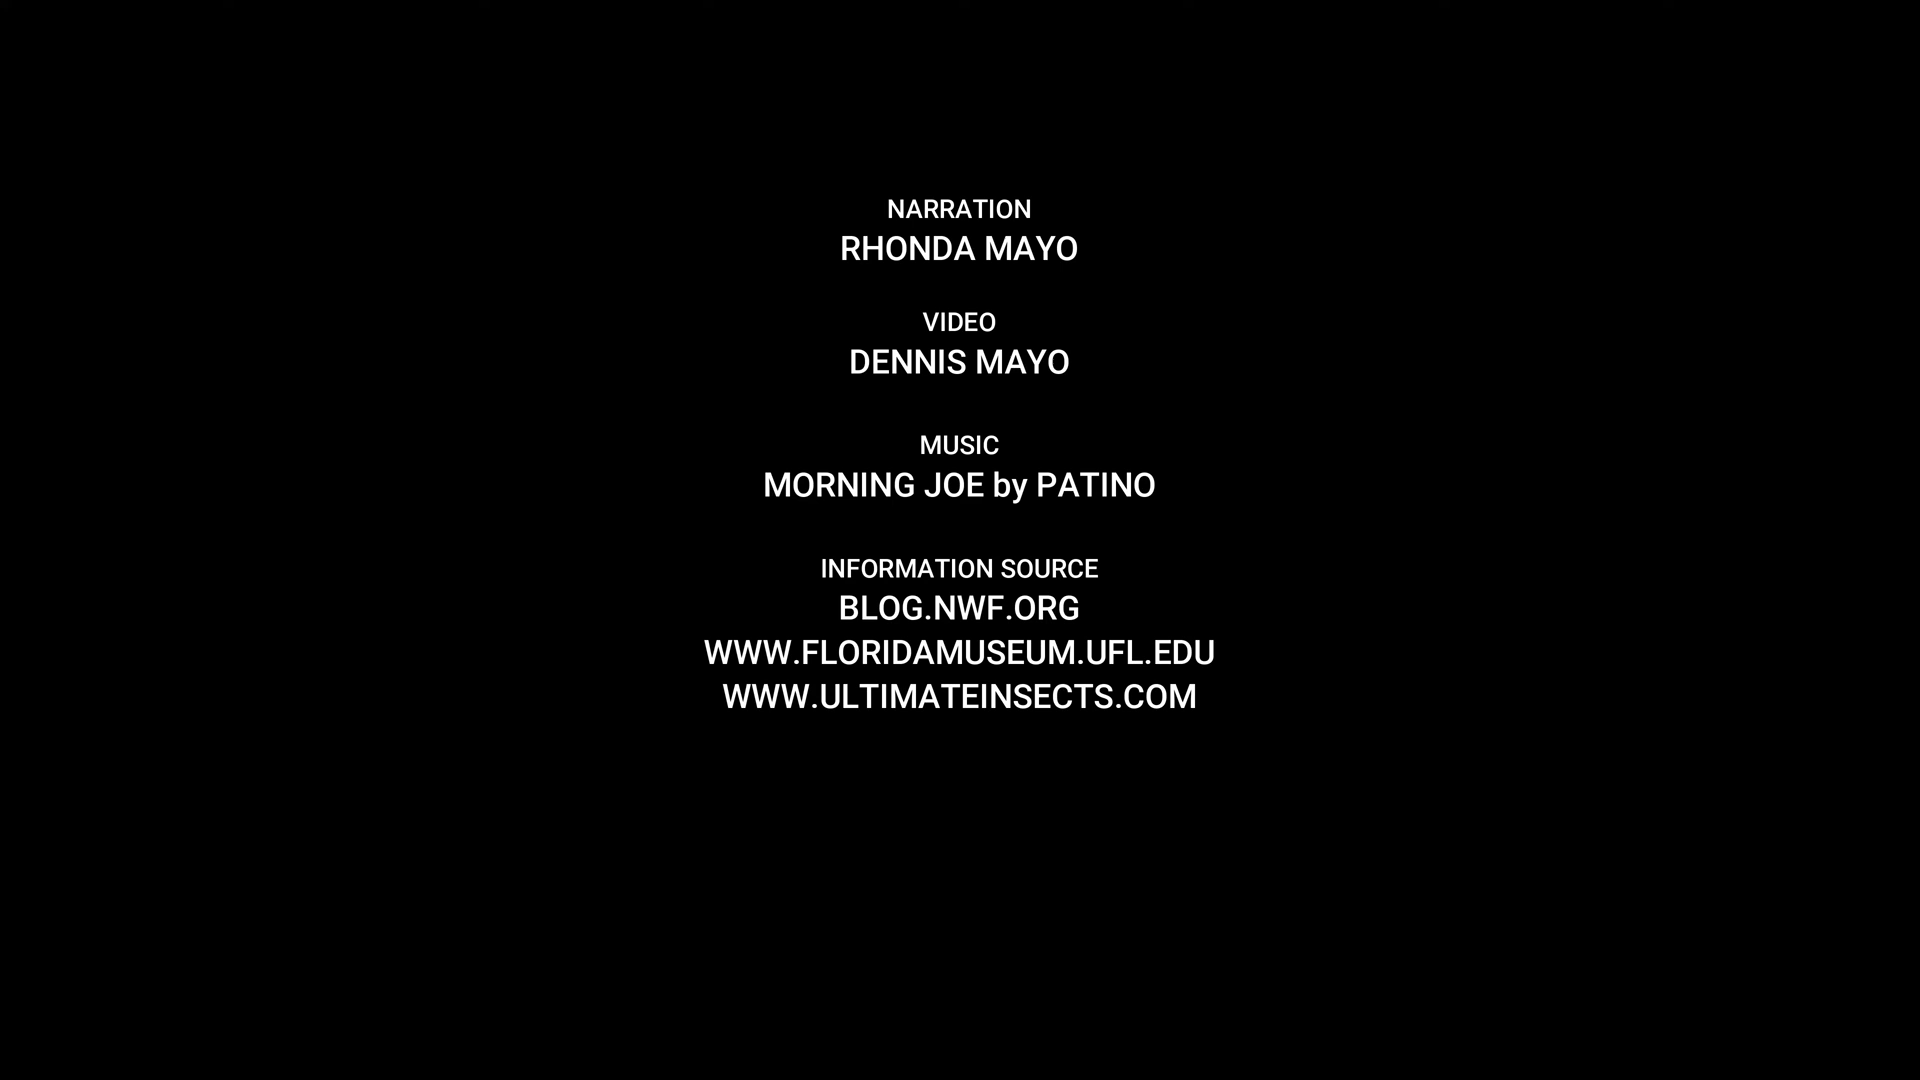 NARRATION
RHONDA MAYO
VIDEO
DENNIS MAYO
MUSIC
MORNING JOE by PATINO
INFORMATION SOURCE
BLOG.NWF.ORG
WWW.FLORIDAMUSEUM.UFL.EDU
WWW.ULTIMATEINSECTS.COM